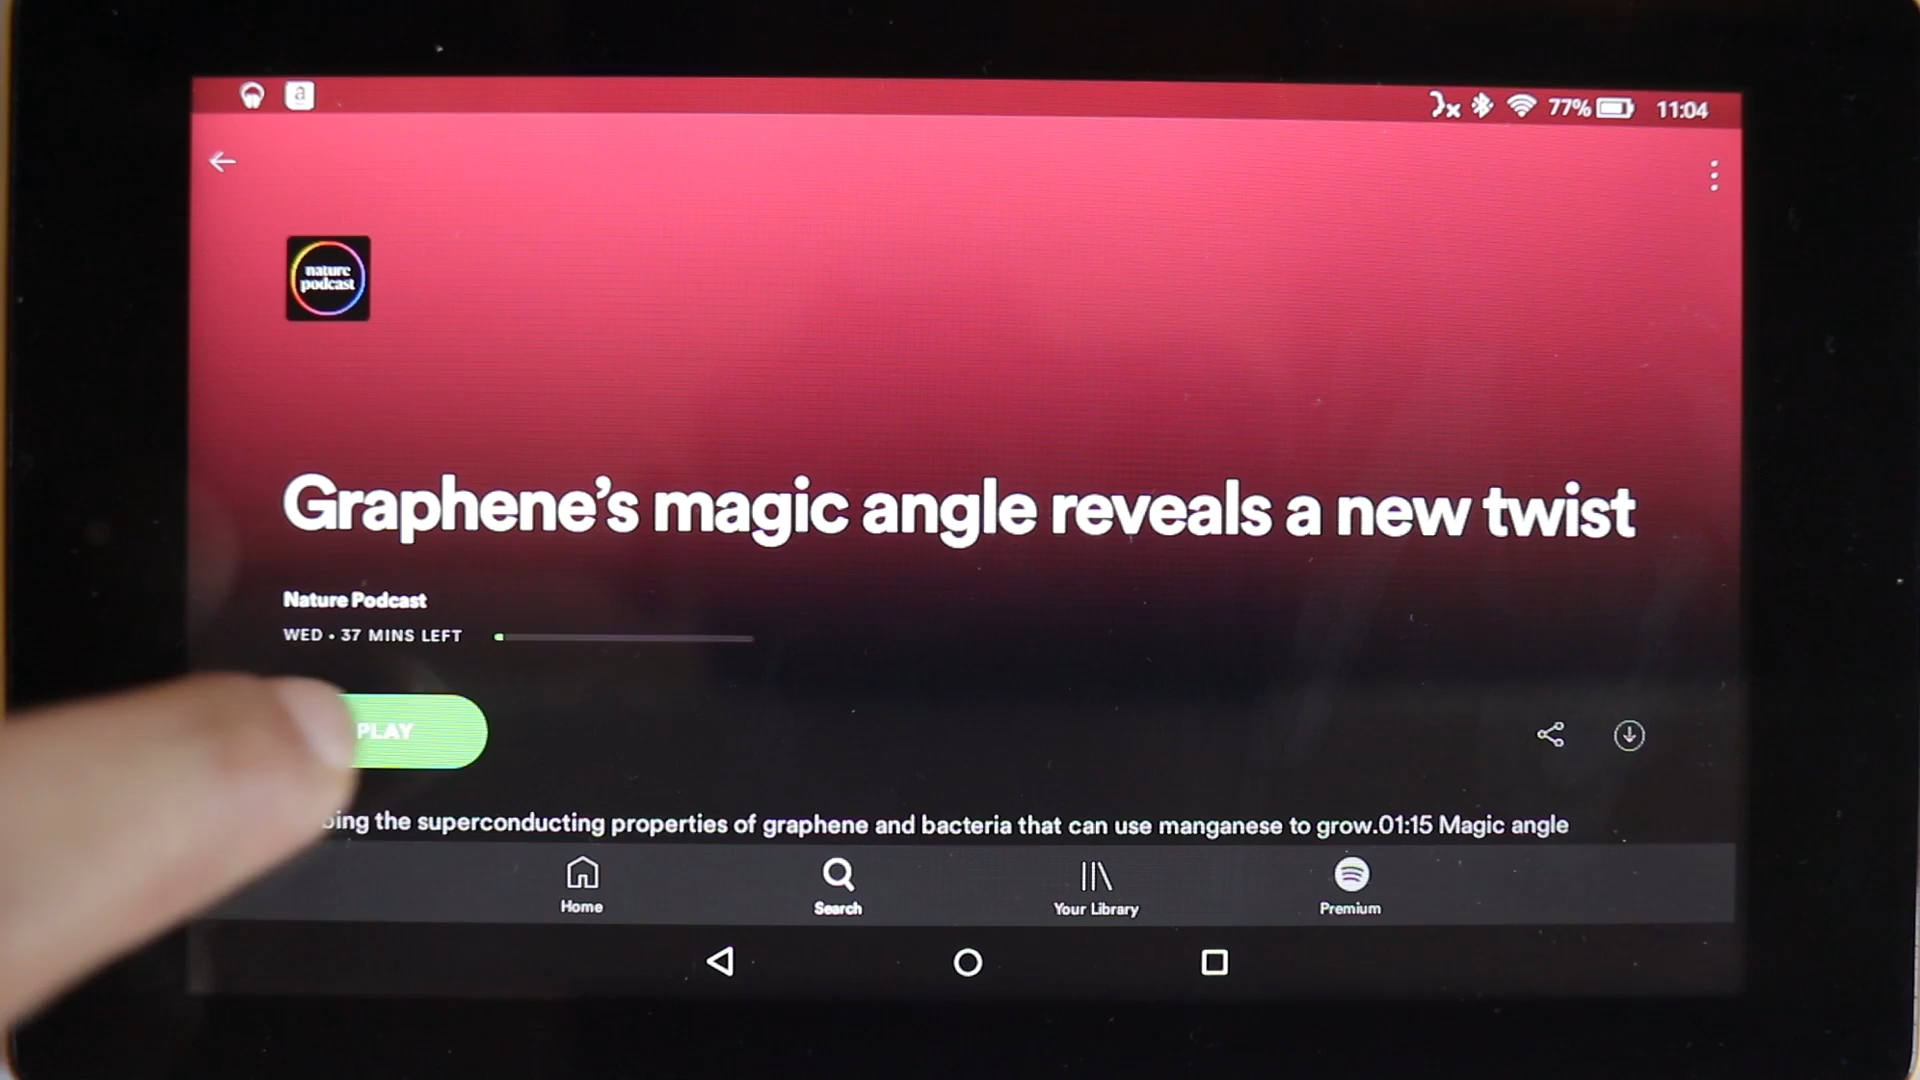 77% 11:04
nature
podcast
Graphene's magic angle reveals a new twist
Nature Podcast
WED • 37 MINS LEFT
PLAY
the superconducting properties of graphene and bacteria that can use manganese to grow.01:15 Magic angle
Home
Search
Your Library
Premium